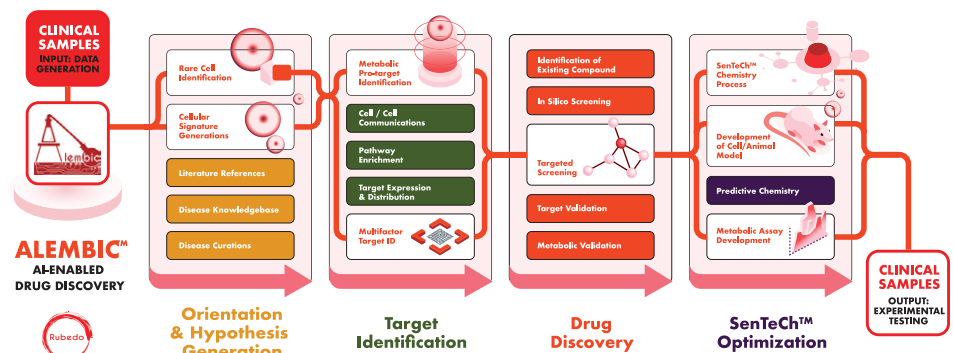 CLINICAL
SAMPLES
INPUT: DATA
GENERATION
lembic
ALEMBIC™
AI-ENABLED
DRUG DISCOVERY
Rubedo
Rare Cell
Identification
Cellular
Signature
Generations
Literature References
Disease Knowledgebase
Disease Curations
Orientation
& Hypothesis
Generation
Metabolic
Pro-target
Identification
Cell / Cell
Communications
Pathway
Enrichment
Target Expression
& Distribution
Multifactor
Target ID
Target
Identification
Identification of
Existing Compound
In Silico Screening
Targeted
Screening
Target Validation
Metabolic Validation
Drug
Discovery
SenTeCh™
Chemistry
Process
Development
of Cell/Animal
Model
Predictive Chemistry
Metabolic Assay
Development
SenTeCh™
Optimization
CLINICAL
SAMPLES
OUTPUT:
EXPERIMENTAL
TESTING